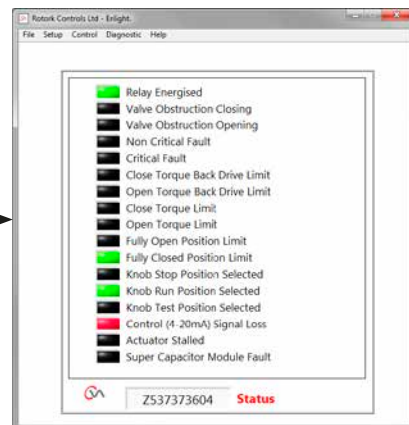 Rotork Controls Ltd - Enlight.
File Setup Control Diagnostic Help
Relay Energised
Valve Obstruction Closing
Valve Obstruction Opening
Non Critical Fault
Critical Fault
Close Torque Back Drive Limit
Open Torque Back Drive Limit
Close Torque Limit
Open Torque Limit
Fully Open Position Limit
Fully Closed Position Limit
Knob Stop Position Selected
Knob Run Position Selected
Knob Test Position Selected
Control (4-20mA) Signal Loss
Actuator Stalled
Super Capacitor Module Fault
Z537373604 Status